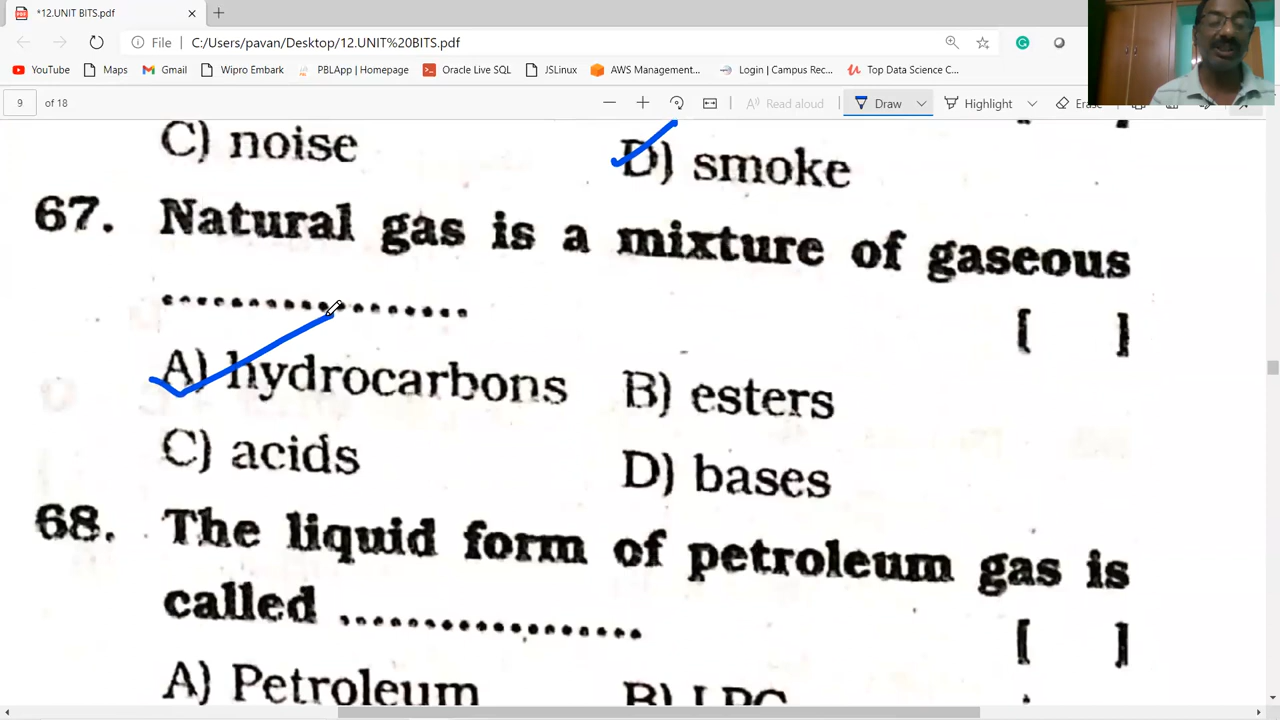 *12.UNIT BITS.pdf
File C:/Users/pavan/Desktop/12.UNIT%20BITS.pdf
YouTube Maps Gmail Wipro Embark PBLApp | Homepage Oracle Live SQL JSLinux AWS Management... Login | Campus Rec... Top Data Science C...
9 of 18 Read aloud Draw Highlight
C) noise D) smoke
67. Natural gas is a mixture of gaseous
.................. [ ]
A) hydrocarbons B) esters
C) acids D) bases
68. The liquid form of petroleum gas is
called .................. [ ]
A) Petroleum B) LPG